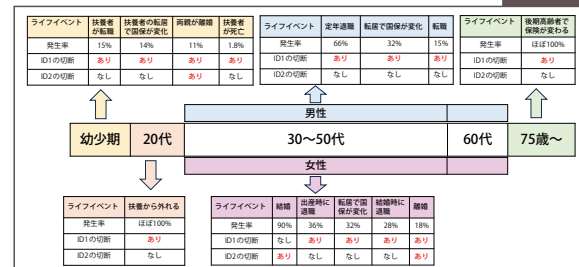 ライフイベント 扶養者が転職 扶養者の転居で国保が変化 両親が離婚 扶養者が死亡
発生率 15% 14% 11% 1.8%
ID1の切断 あり あり あり あり
ID2の切断 なし なし あり なし
ライフイベント 定年退職 転居で国保が変化 転職
発生率 66% 32% 15%
ID1の切断 あり あり あり
ID2の切断 なし なし なし
ライフイベント 後期高齢者で保険が変わる
発生率 ほぼ100%
ID1の切断 あり
ID2の切断 なし
男性
幼少期 20代 30〜50代 60代 75歳〜
女性
ライフイベント 扶養から外れる
発生率 ほぼ100%
ID1の切断 あり
ID2の切断 なし
ライフイベント 結婚 出産時に退職 転居で国保が変化 結婚時に退職 離婚
発生率 90% 36% 32% 28% 18%
ID1の切断 なし あり あり あり あり
ID2の切断 あり なし なし なし あり